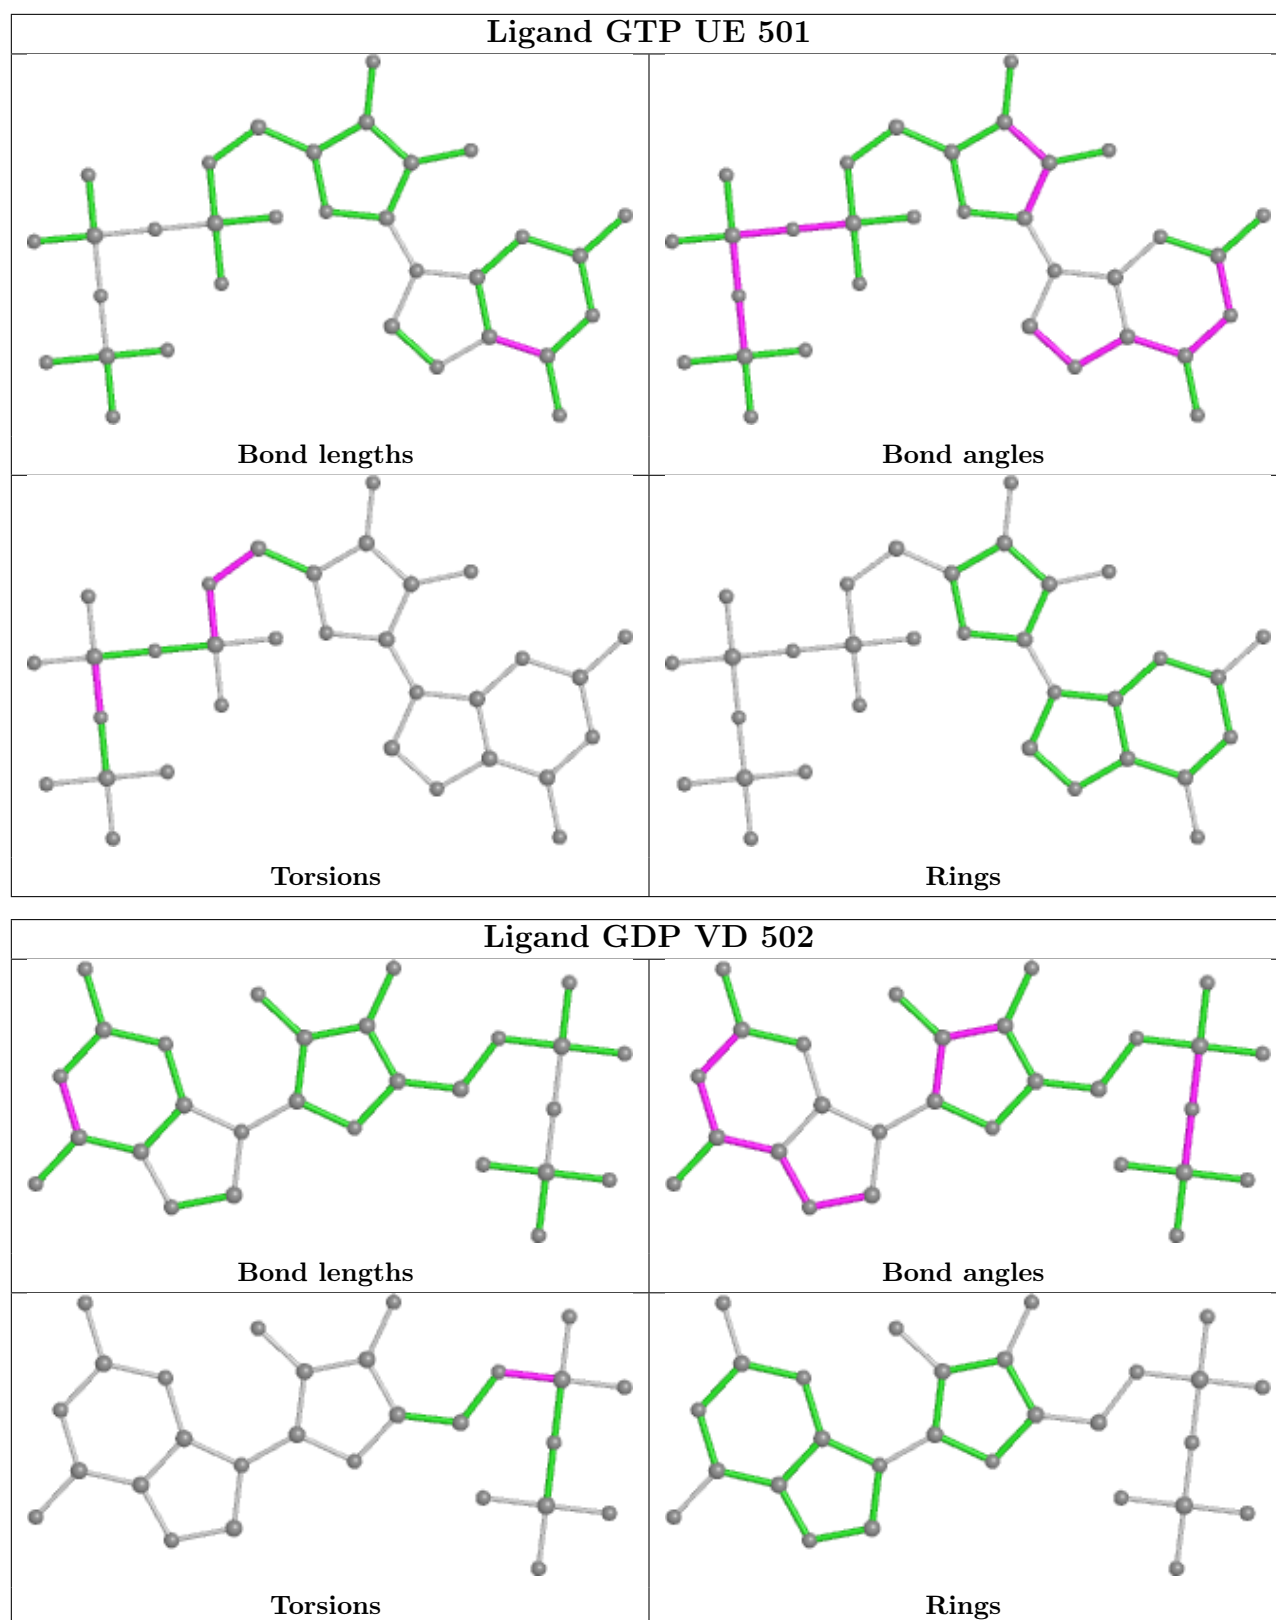 Ligand GTP UE 501
Bond lengths
Bond angles
Torsions
Rings
Ligand GDP VD 502
Bond lengths
Bond angles
Torsions
Rings